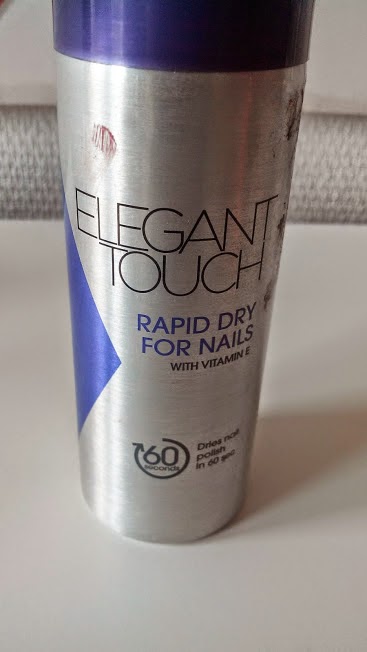 ELEGANT
TOUCH
RAPID DRY
FOR NAILS
WITH VITAMIN E
60
seconds
Dries nail
polish
in 60 sec